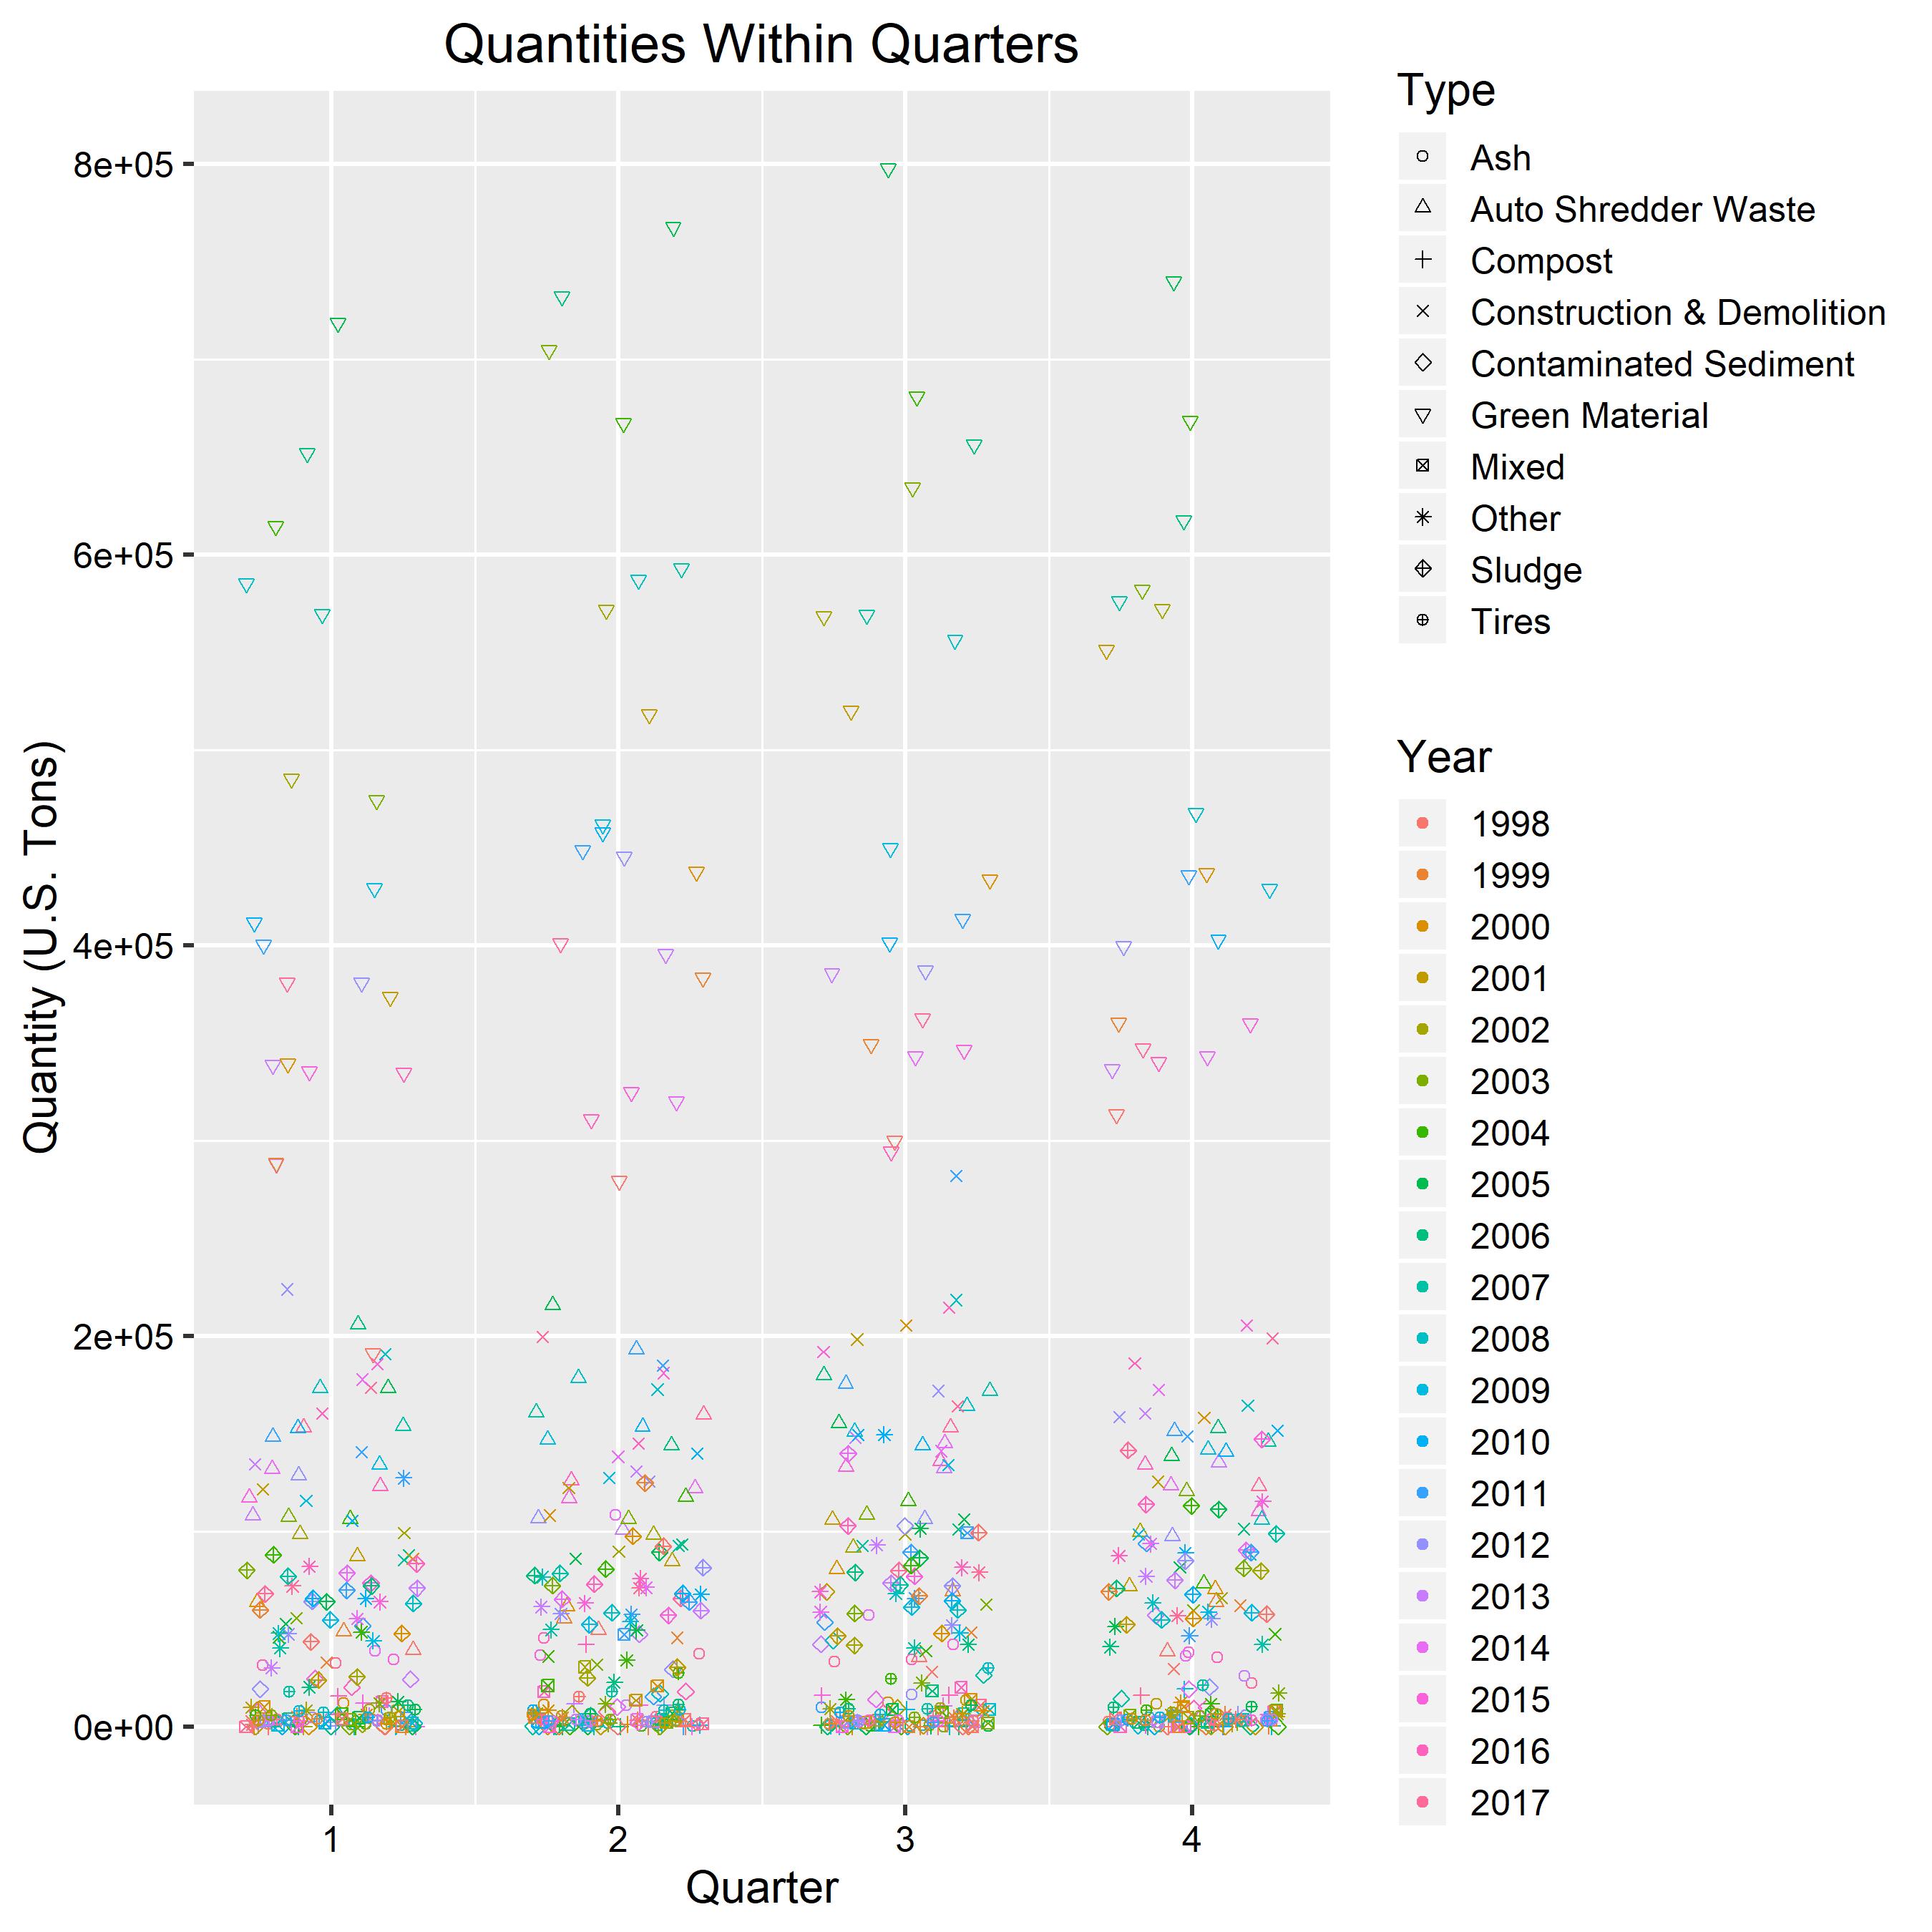 Quantities Within Quarters
8e+05
6e+05
4e+05
2e+05
0e+00
Quantity (U.S. Tons)
1
2
3
4
Quarter
Type
Ash
Auto Shredder Waste
Compost
Construction & Demolition
Contaminated Sediment
Green Material
Mixed
Other
Sludge
Tires
Year
1998
1999
2000
2001
2002
2003
2004
2005
2006
2007
2008
2009
2010
2011
2012
2013
2014
2015
2016
2017